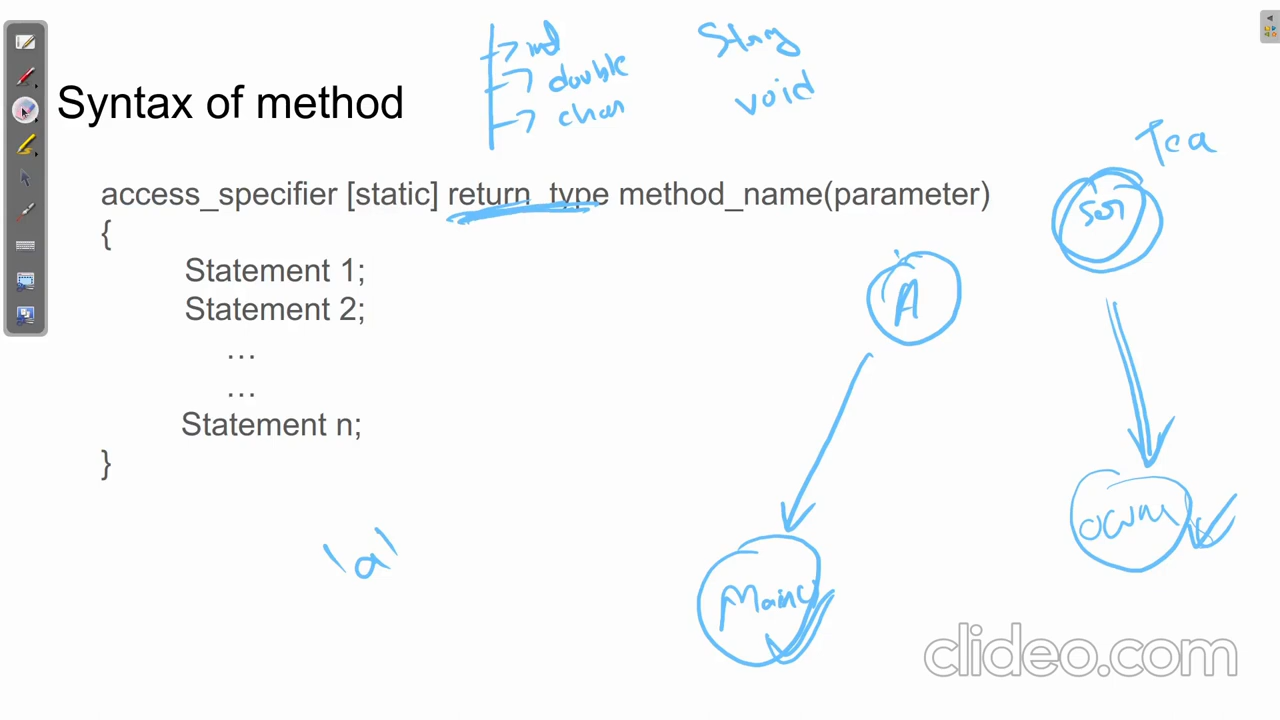 int
double
char
String
void
Syntax of method
Tea
access_specifier [static] return_type method_name(parameter)
{
Statement 1;
Statement 2;
…
…
Statement n;
}
A
'a'
Main()
clideo.com